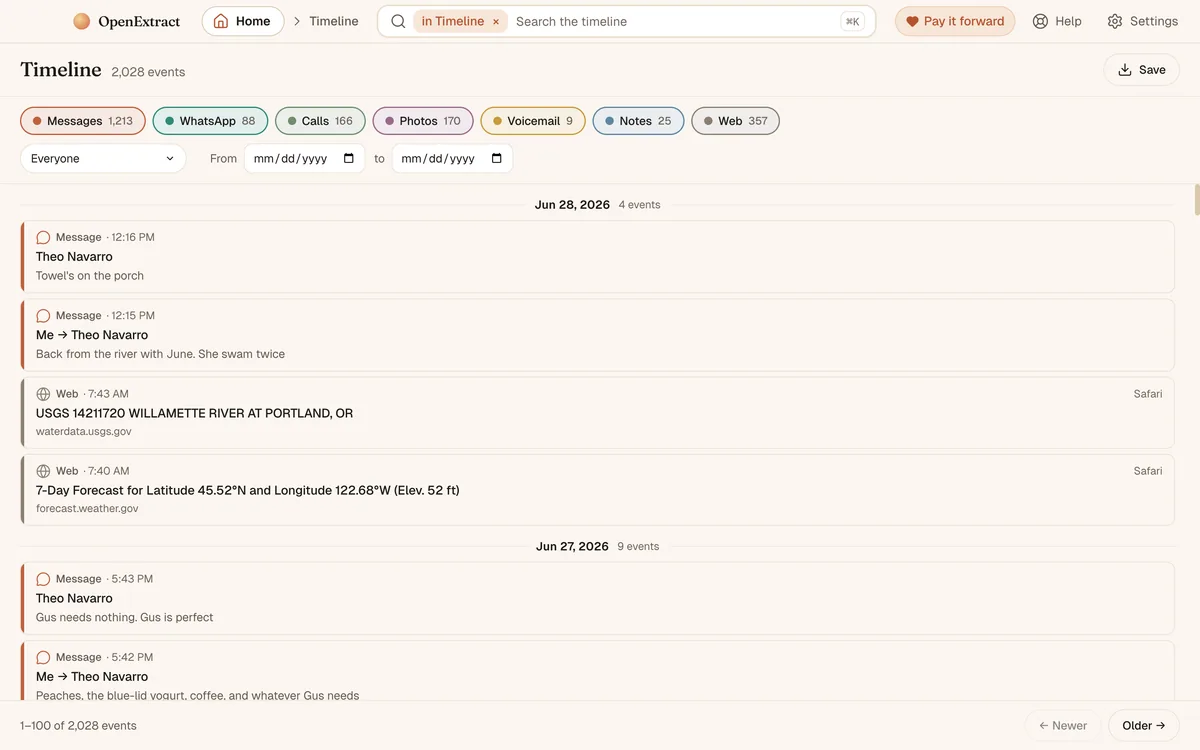 OpenExtract Home > Timeline in Timeline × Search the timeline ⌘K Pay it forward Help Settings
Timeline 2,028 events Save
Messages 1,213 WhatsApp 88 Calls 166 Photos 170 Voicemail 9 Notes 25 Web 357
Everyone From mm/dd/yyyy to mm/dd/yyyy
Jun 28, 2026 4 events
Message · 12:16 PM
Theo Navarro
Towel's on the porch
Message · 12:15 PM
Me → Theo Navarro
Back from the river with June. She swam twice
Web · 7:43 AM Safari
USGS 14211720 WILLAMETTE RIVER AT PORTLAND, OR
waterdata.usgs.gov
Web · 7:40 AM Safari
7-Day Forecast for Latitude 45.52°N and Longitude 122.68°W (Elev. 52 ft)
forecast.weather.gov
Jun 27, 2026 9 events
Message · 5:43 PM
Theo Navarro
Gus needs nothing. Gus is perfect
Message · 5:42 PM
Me → Theo Navarro
Peaches, the blue-lid yogurt, coffee, and whatever Gus needs
1–100 of 2,028 events ← Newer Older →